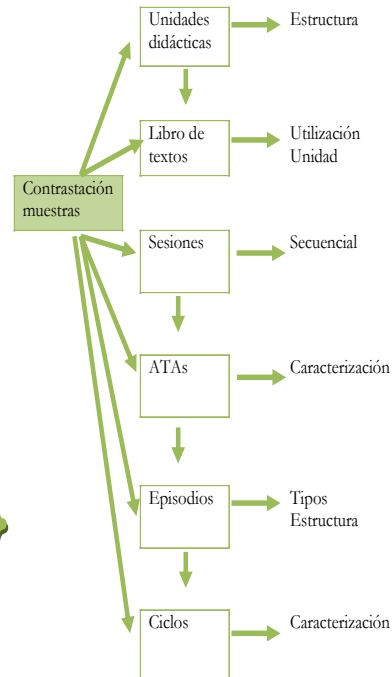 Unidades
didácticas
Estructura
Libro de
textos
Utilización
Unidad
Contrastación
muestras
Sesiones
Secuencial
ATAs
Caracterización
Episodios
Tipos
Estructura
Ciclos
Caracterización